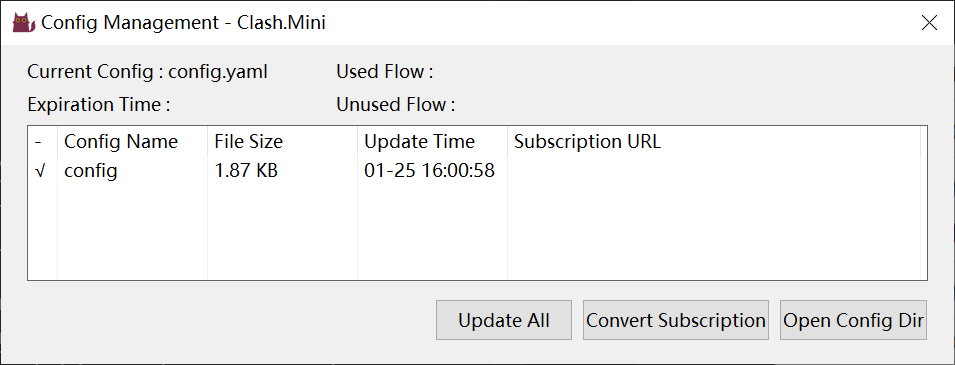 Config Management - Clash.Mini
Current Config : config.yaml Used Flow :
Expiration Time : Unused Flow :
- Config Name File Size Update Time Subscription URL
√ config 1.87 KB 01-25 16:00:58
Update All Convert Subscription Open Config Dir